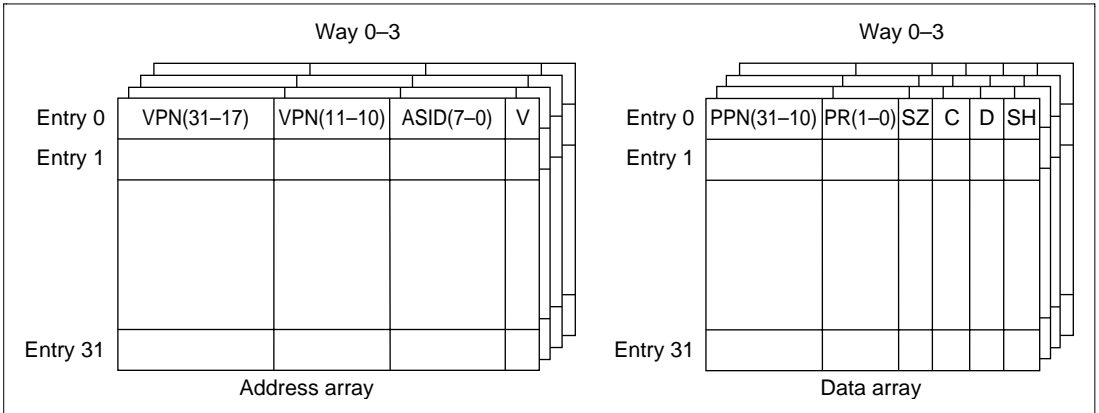 Way 0–3
Way 0–3
Entry 0
VPN(31–17) VPN(11–10) ASID(7–0) V
Entry 0
PPN(31–10) PR(1–0) SZ C D SH
Entry 1
Entry 1
Entry 31
Entry 31
Address array
Data array